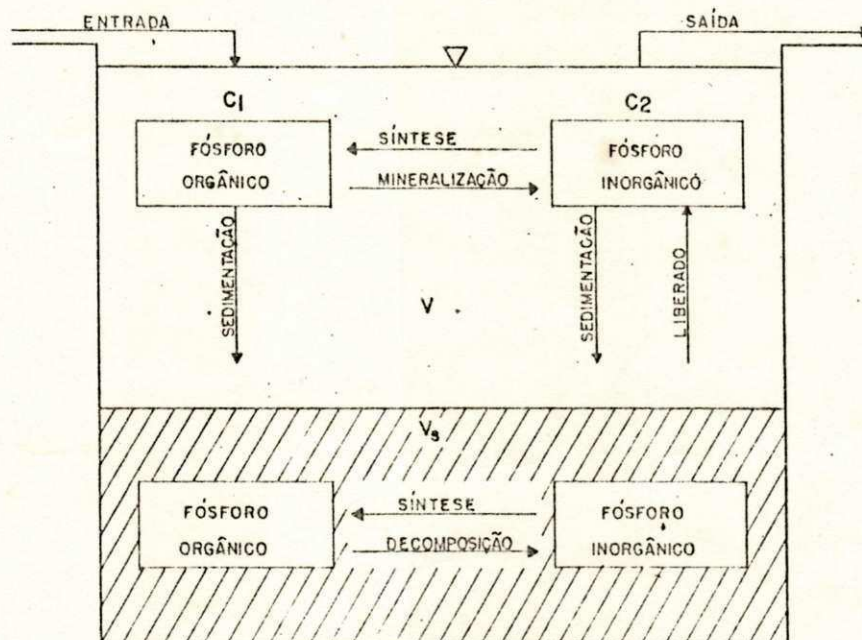 ENTRADA
SAÍDA
C1
C2
FÓSFORO
ORGÂNICO
SÍNTESE
MINERALIZAÇÃO
FÓSFORO
INORGÂNICO
SEDIMENTAÇÃO
SEDIMENTAÇÃO
LIBERADO
V
Vs
FÓSFORO
ORGÂNICO
SÍNTESE
DECOMPOSIÇÃO
FÓSFORO
INORGÂNICO